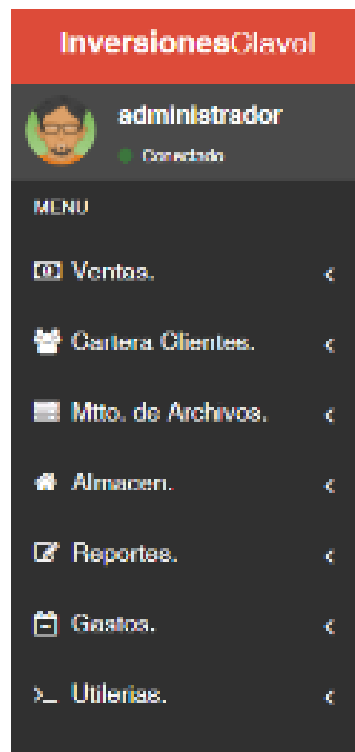 InversionesClavol
administrador
Conectado
MENU
Ventas.
Cartera Clientes.
Mtto. de Archivos.
Almacen.
Reportes.
Gastos.
Utilerias.